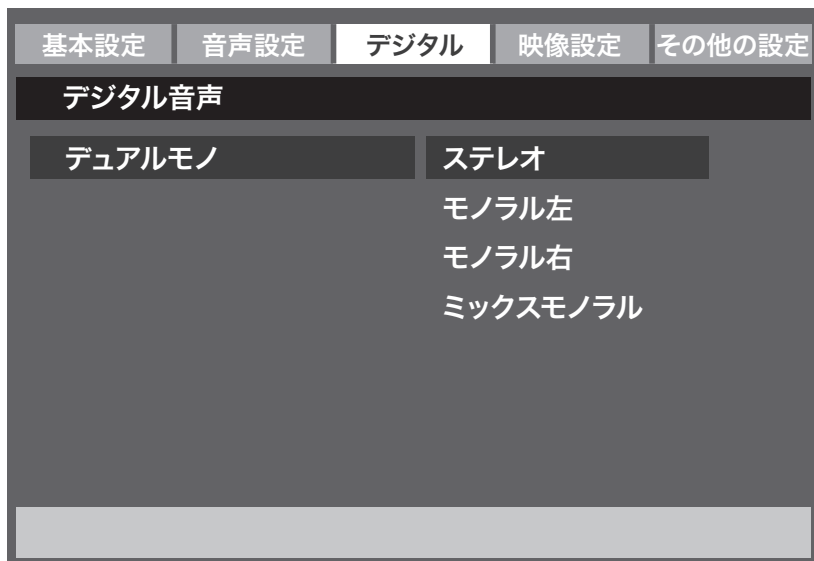 基本設定 音声設定 デジタル 映像設定 その他の設定
デジタル音声
デュアルモノ ステレオ
モノラル左
モノラル右
ミックスモノラル